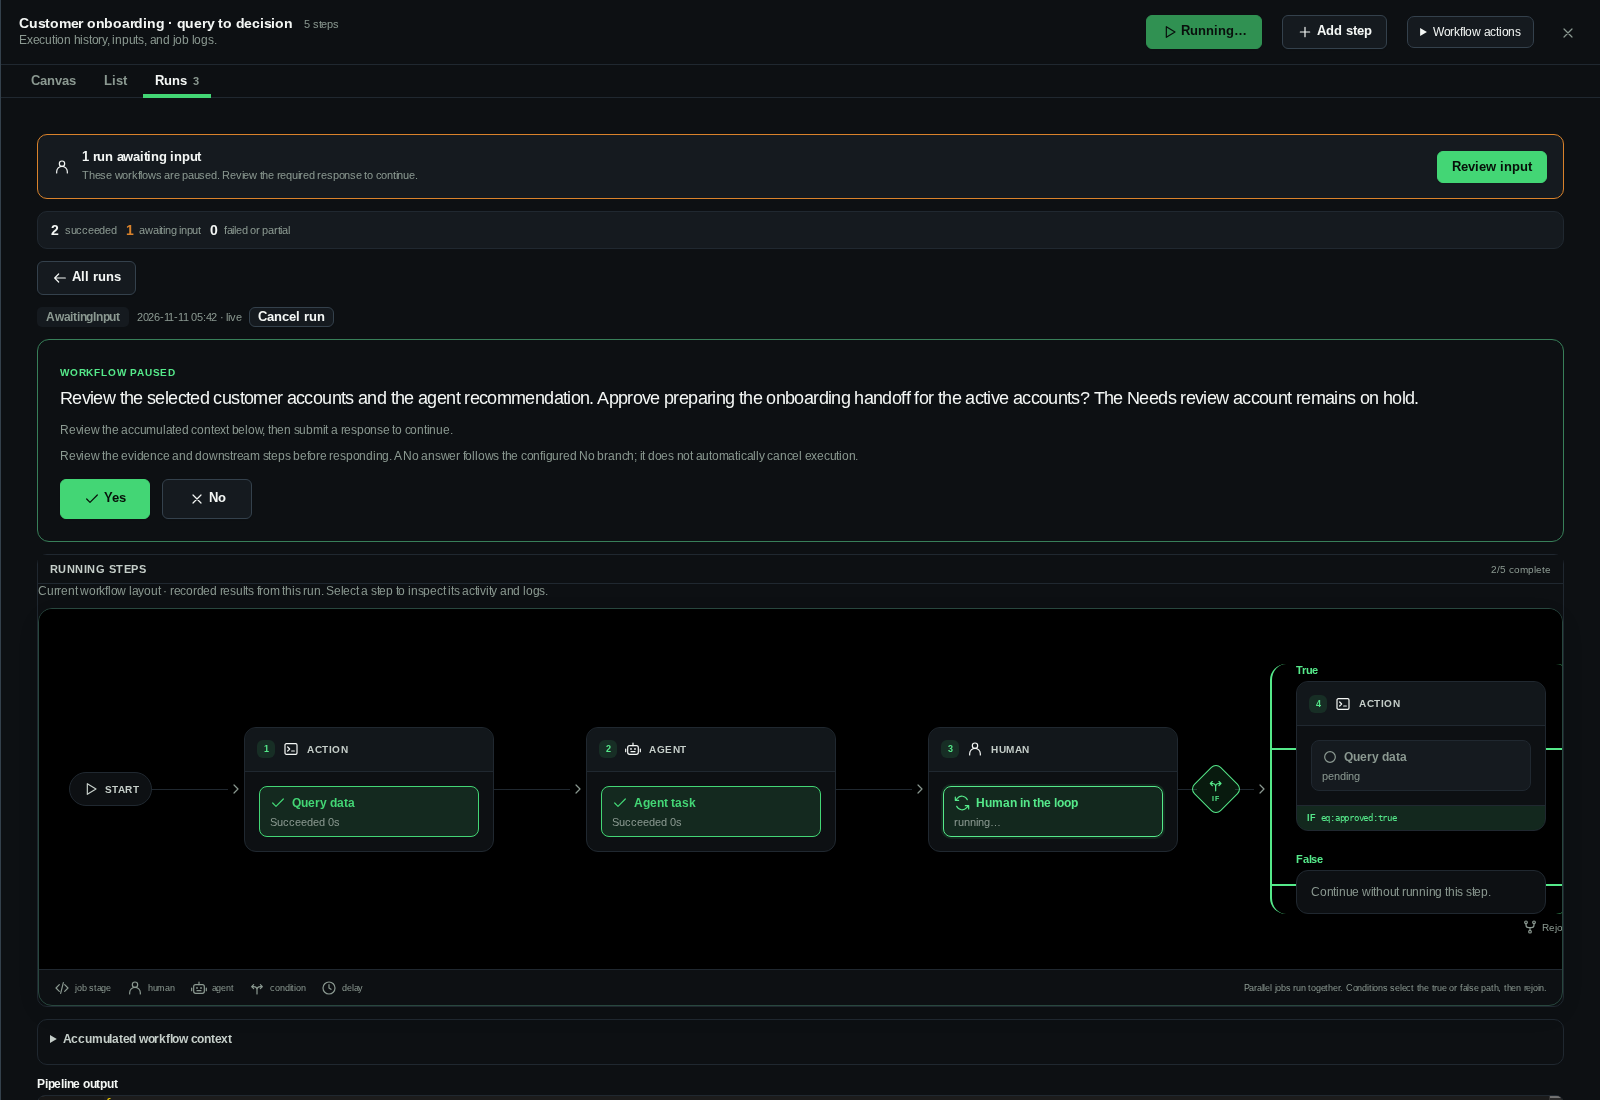 Customer onboarding · query to decision 5 steps
Execution history, inputs, and job logs.
Running...
Add step
Workflow actions
Canvas
List
Runs 3
1 run awaiting input
These workflows are paused. Review the required response to continue.
Review input
2 succeeded 1 awaiting input 0 failed or partial
All runs
AwaitingInput 2026-11-11 05:42 · live Cancel run
WORKFLOW PAUSED
Review the selected customer accounts and the agent recommendation. Approve preparing the onboarding handoff for the active accounts? The Needs review account remains on hold.
Review the accumulated context below, then submit a response to continue.
Review the evidence and downstream steps before responding. A No answer follows the configured No branch; it does not automatically cancel execution.
Yes
No
RUNNING STEPS
2/5 complete
Current workflow layout · recorded results from this run. Select a step to inspect its activity and logs.
START
1 ACTION
Query data
Succeeded 0s
2 AGENT
Agent task
Succeeded 0s
3 HUMAN
Human in the loop
running...
IF
True
4 ACTION
Query data
pending
IF eq:approved:true
False
Continue without running this step.
Rejo
job stage
human
agent
condition
delay
Parallel jobs run together. Conditions select the true or false path, then rejoin.
Accumulated workflow context
Pipeline output